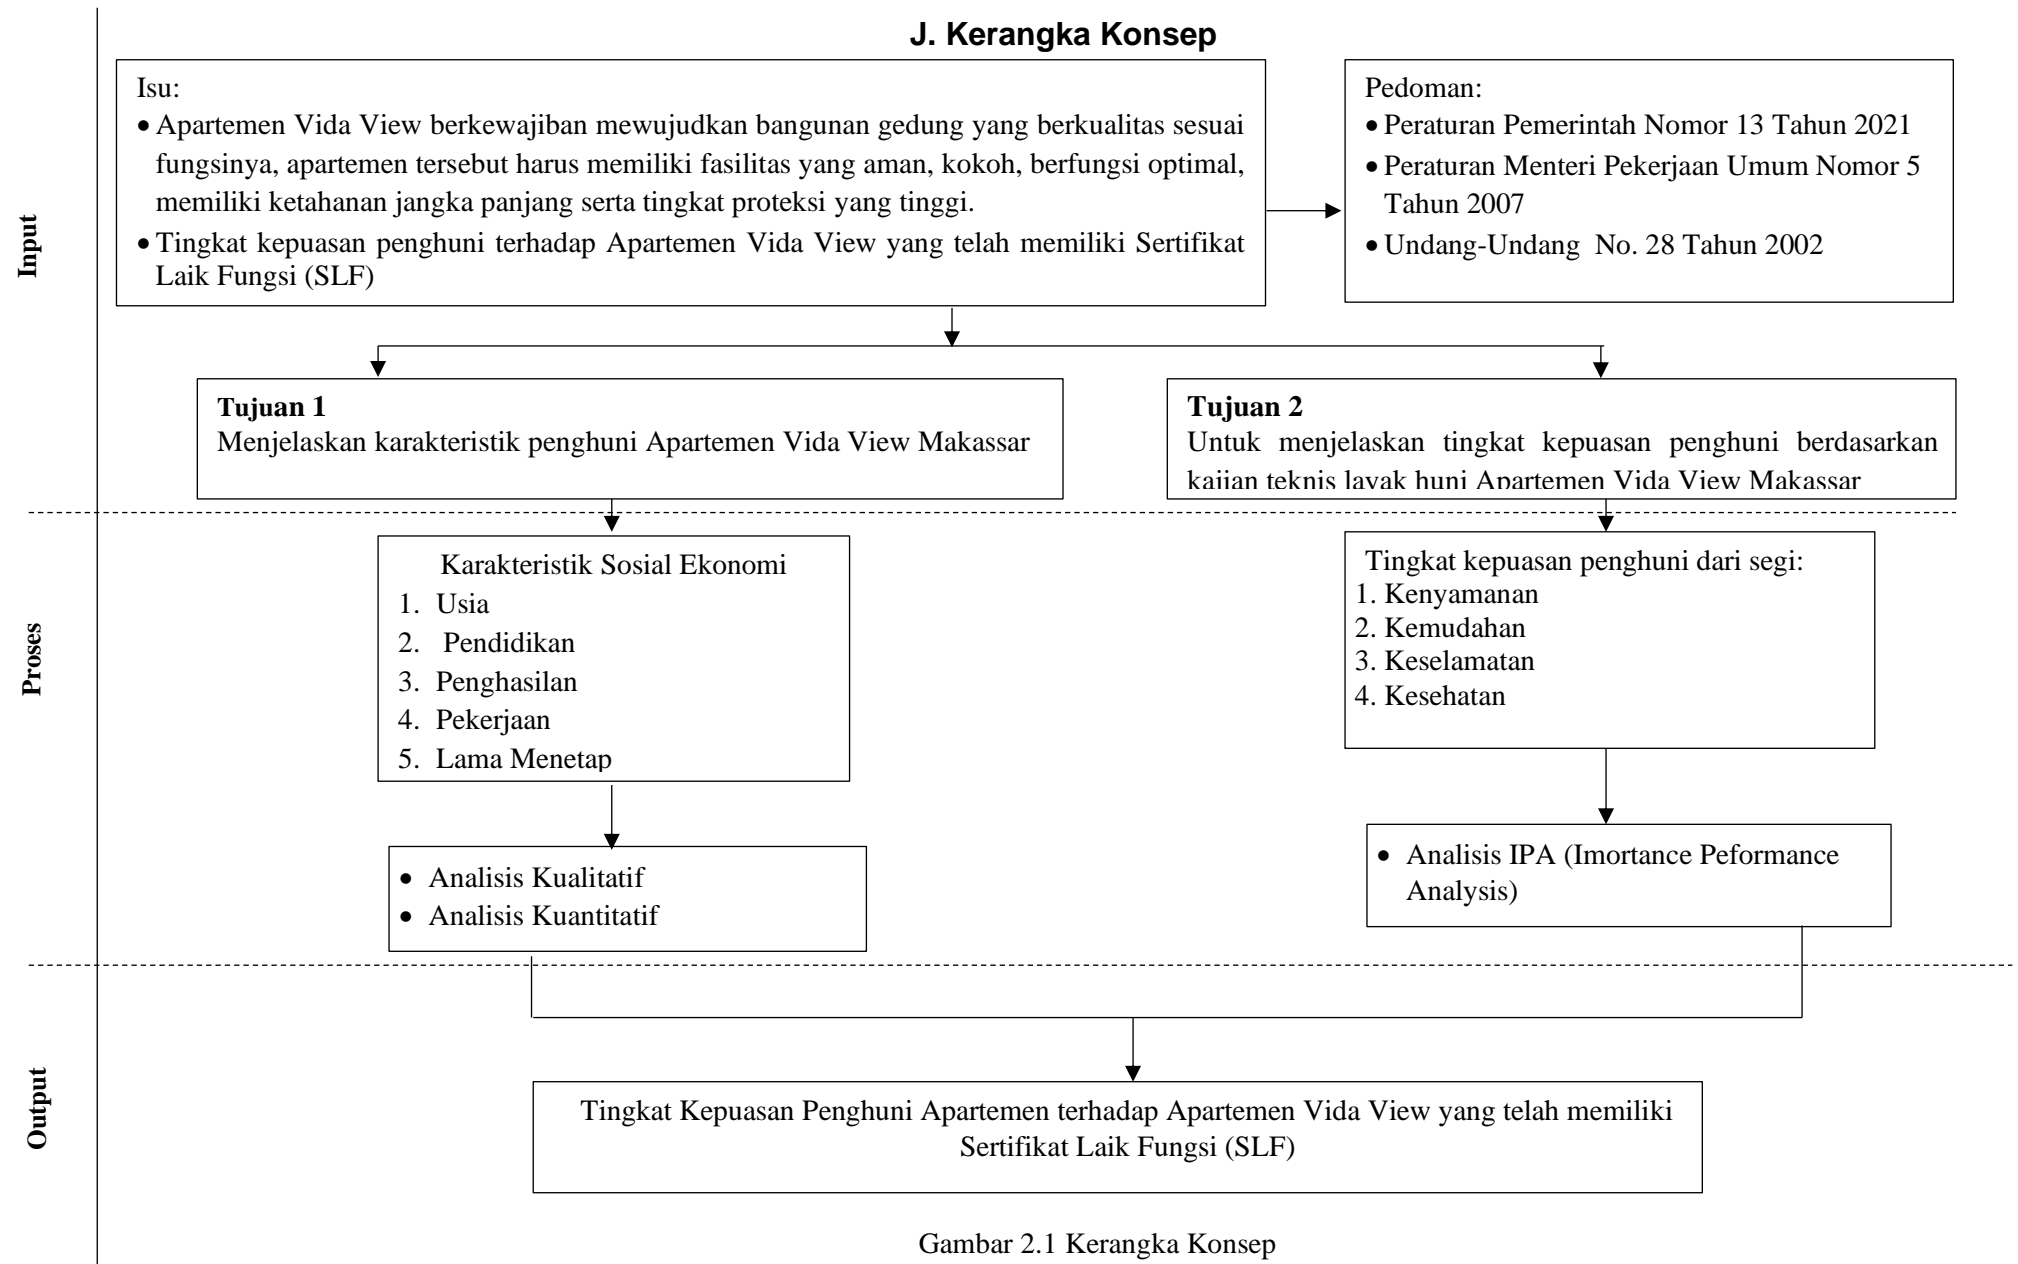 J. Kerangka Konsep
Input
Isu:
• Apartemen Vida View berkewajiban mewujudkan bangunan gedung yang berkualitas sesuai
fungsinya, apartemen tersebut harus memiliki fasilitas yang aman, kokoh, berfungsi optimal,
memiliki ketahanan jangka panjang serta tingkat proteksi yang tinggi.
• Tingkat kepuasan penghuni terhadap Apartemen Vida View yang telah memiliki Sertifikat
Laik Fungsi (SLF)
Pedoman:
• Peraturan Pemerintah Nomor 13 Tahun 2021
• Peraturan Menteri Pekerjaan Umum Nomor 5
Tahun 2007
• Undang-Undang No. 28 Tahun 2002
Tujuan 1
Menjelaskan karakteristik penghuni Apartemen Vida View Makassar
Tujuan 2
Untuk menjelaskan tingkat kepuasan penghuni berdasarkan
kajian teknis layak huni Apartemen Vida View Makassar
Proses
Karakteristik Sosial Ekonomi
1. Usia
2. Pendidikan
3. Penghasilan
4. Pekerjaan
5. Lama Menetap
Tingkat kepuasan penghuni dari segi:
1. Kenyamanan
2. Kemudahan
3. Keselamatan
4. Kesehatan
• Analisis Kualitatif
• Analisis Kuantitatif
• Analisis IPA (Imortance Peformance
Analysis)
Output
Tingkat Kepuasan Penghuni Apartemen terhadap Apartemen Vida View yang telah memiliki
Sertifikat Laik Fungsi (SLF)
Gambar 2.1 Kerangka Konsep